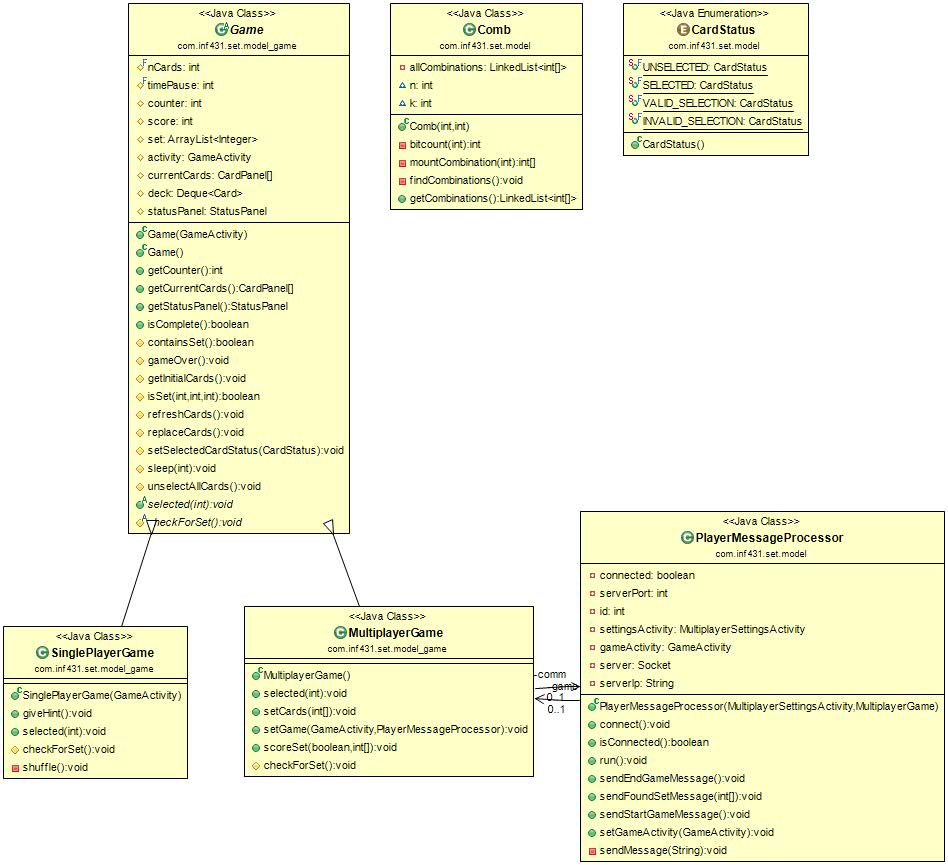 <<Java Class>>
Game
com.inf431.set.model_game
nCards: int
timePause: int
counter: int
score: int
set: ArrayList<Integer>
activity: GameActivity
currentCards: CardPanel[]
deck: Deque<Card>
statusPanel: StatusPanel
Game(GameActivity)
Game()
getCounter():int
getCurrentCards():CardPanel[]
getStatusPanel():StatusPanel
isComplete():boolean
containsSet():boolean
gameOver():void
getInitialCards():void
isSet(int,int,int):boolean
refreshCards():void
replaceCards():void
setSelectedCardStatus(CardStatus):void
sleep(int):void
unselectAllCards():void
selected(int):void
heckForSet():void
<<Java Class>>
Comb
com.inf431.set.model
allCombinations: LinkedList<int[]>
n: int
k: int
Comb(int,int)
bitcount(int):int
mountCombination(int):int[]
findCombinations():void
getCombinations():LinkedList<int[]>
<<Java Enumeration>>
CardStatus
com.inf431.set.model
UNSELECTED: CardStatus
SELECTED: CardStatus
VALID_SELECTION: CardStatus
INVALID_SELECTION: CardStatus
CardStatus()
<<Java Class>>
SinglePlayerGame
com.inf431.set.model_game
SinglePlayerGame(GameActivity)
giveHint():void
selected(int):void
checkForSet():void
shuffle():void
<<Java Class>>
MultiplayerGame
com.inf431.set.model_game
MultiplayerGame()
selected(int):void
setCards(int[]):void
setGame(GameActivity,PlayerMessageProcessor):void
scoreSet(boolean,int[]):void
checkForSet():void
-comm
game
0..1
0..1
<<Java Class>>
PlayerMessageProcessor
com.inf431.set.model
connected: boolean
serverPort: int
id: int
settingsActivity: MultiplayerSettingsActivity
gameActivity: GameActivity
server: Socket
serverIp: String
PlayerMessageProcessor(MultiplayerSettingsActivity,MultiplayerGame)
connect():void
isConnected():boolean
run():void
sendEndGameMessage():void
sendFoundSetMessage(int[]):void
sendStartGameMessage():void
setGameActivity(GameActivity):void
sendMessage(String):void